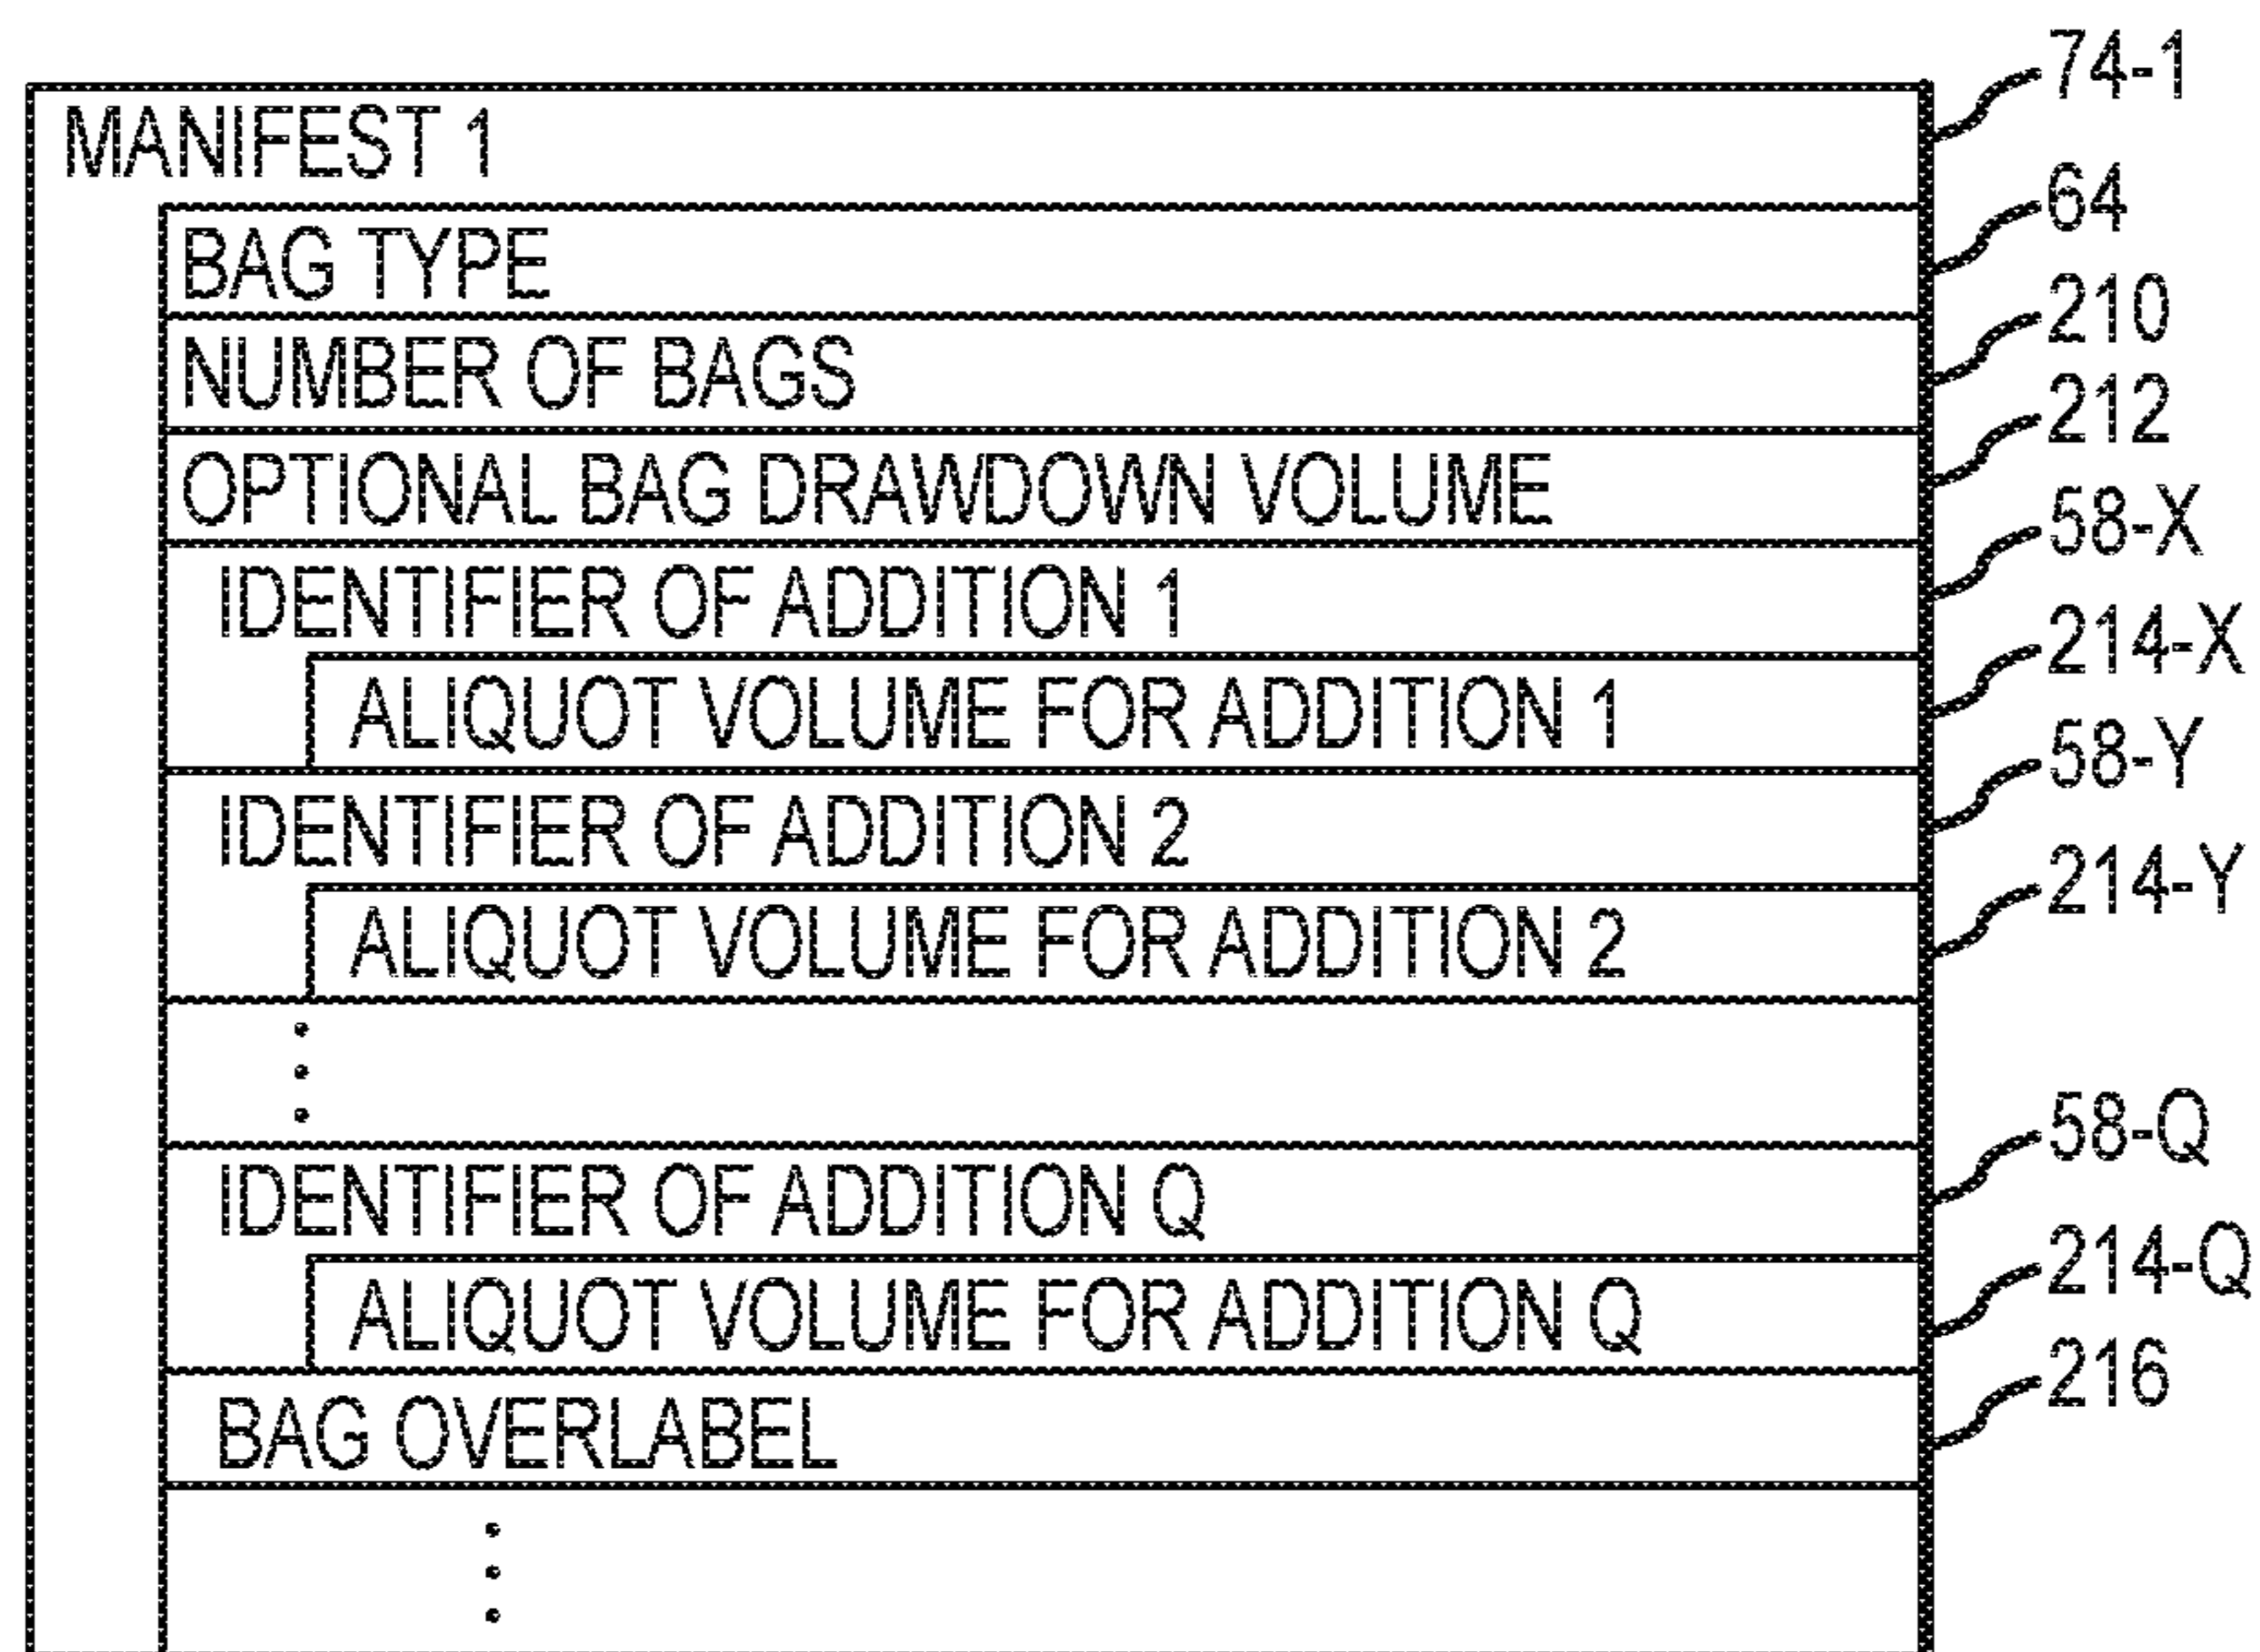 MANIFEST 1 74-1
BAG TYPE 64
NUMBER OF BAGS 210
OPTIONAL BAG DRAWDOWN VOLUME 212
IDENTIFIER OF ADDITION 1 58-X
ALIQUOT VOLUME FOR ADDITION 1 214-X
IDENTIFIER OF ADDITION 2 58-Y
ALIQUOT VOLUME FOR ADDITION 2 214-Y
IDENTIFIER OF ADDITION Q 58-Q
ALIQUOT VOLUME FOR ADDITION Q 214-Q
BAG OVERLABEL 216